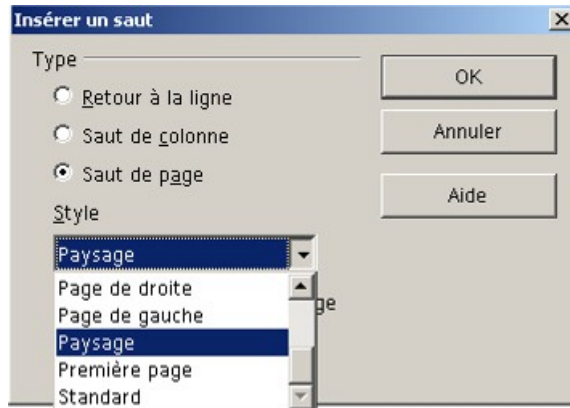 Insérer un saut
Type
Retour à la ligne
Saut de colonne
Saut de page
Style
Paysage
Page de droite
Page de gauche
Paysage
Première page
Standard
OK
Annuler
Aide